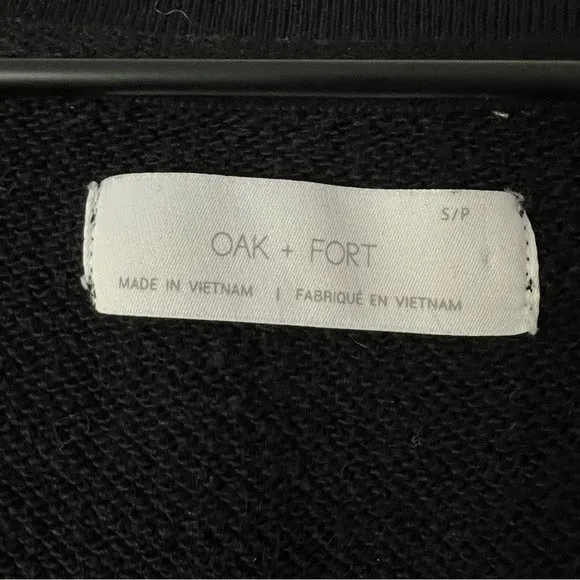 S/P
OAK + FORT
MADE IN VIETNAM | FABRIQUÉ EN VIETNAM